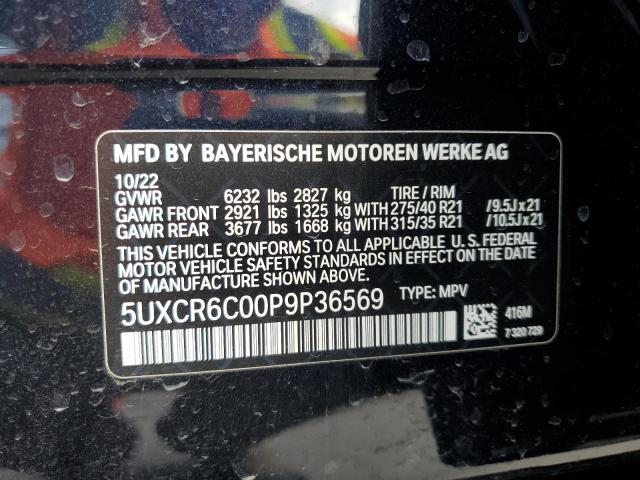 MFD BY BAYERISCHE MOTOREN WERKE AG
10/22
GVWR 6232 lbs 2827 kg TIRE / RIM
GAWR FRONT 2921 lbs 1325 kg WITH 275/40 R21 /9.5Jx21
GAWR REAR 3677 lbs 1668 kg WITH 315/35 R21 /10.5Jx21
THIS VEHICLE CONFORMS TO ALL APPLICABLE U.S. FEDERAL
MOTOR VEHICLE SAFETY STANDARDS IN EFFECT ON THE DATE
OF MANUFACTURE SHOWN ABOVE.
5UXCR6C00P9P36569 TYPE: MPV
416M
7 320 729